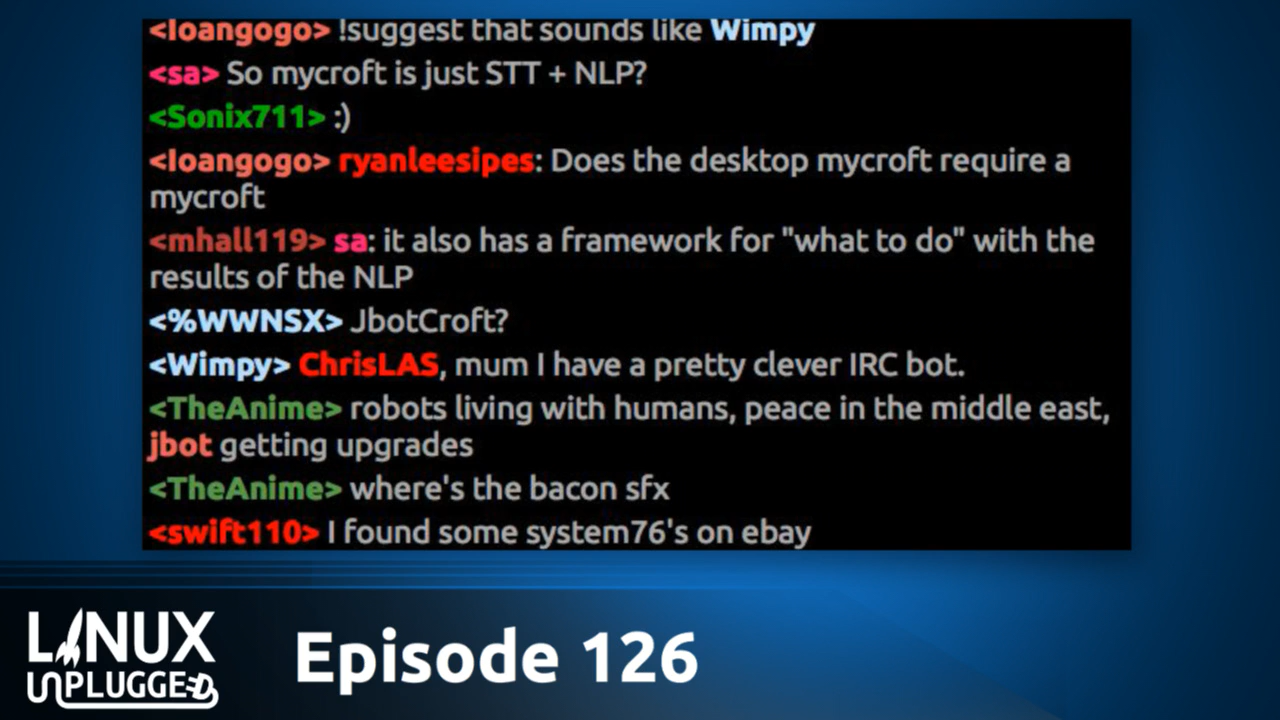 <loangogo> !suggest that sounds like Wimpy
<sa> So mycroft is just STT + NLP?
<Sonix711> :)
<loangogo> ryanleesipes: Does the desktop mycroft require a
mycroft
<mhall119> sa: it also has a framework for "what to do" with the
results of the NLP
<%WWNSX> JbotCroft?
<Wimpy> ChrisLAS, mum I have a pretty clever IRC bot.
<TheAnime> robots living with humans, peace in the middle east,
jbot getting upgrades
<TheAnime> where's the bacon sfx
<swift110> I found some system76's on ebay
LINUX
UNPLUGGED
Episode 126